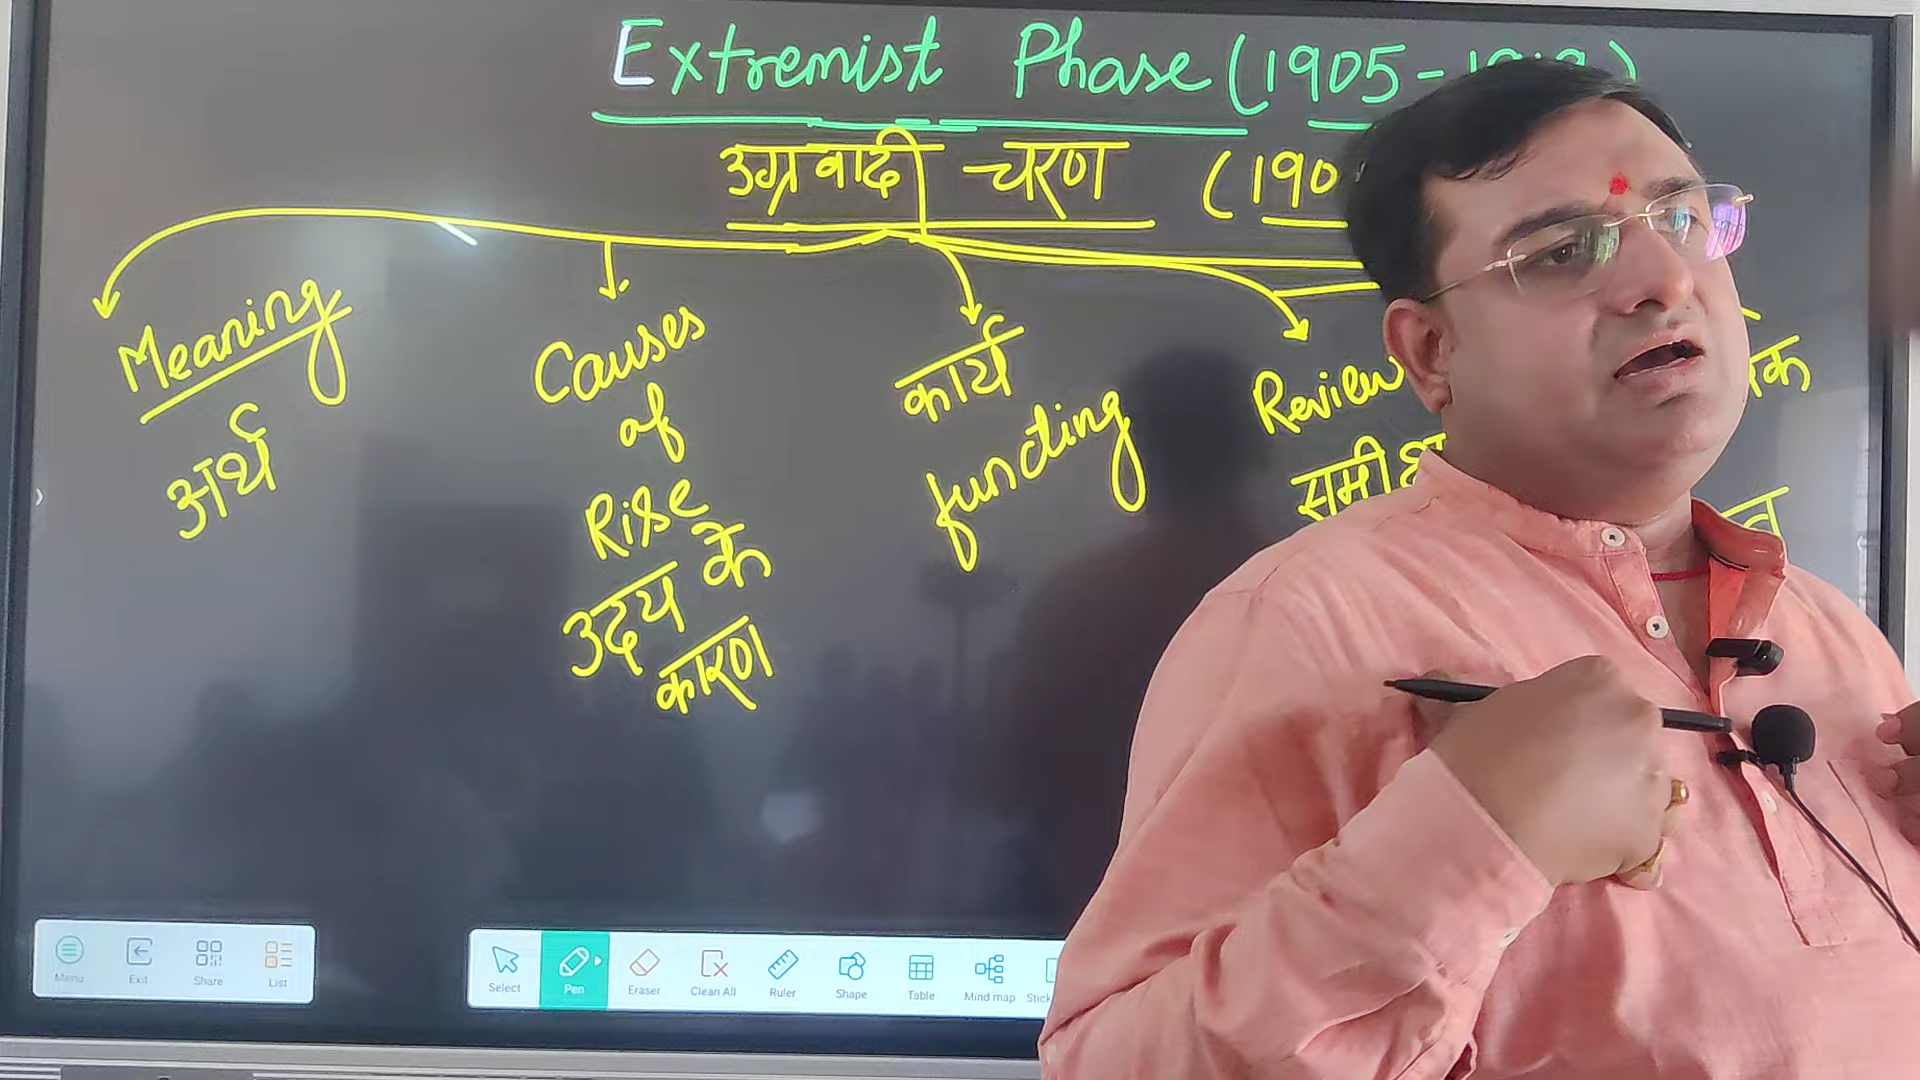 Extremist Phase (1905-
उग्रवादी चरण (190
Meaning
अर्थ
Causes
of
Rise
उदय के
कारण
कार्य
functing
Review
Menu
Exit
Share
List
Select
Pen
Eraser
Clean All
Ruler
Shape
Table
Mind map